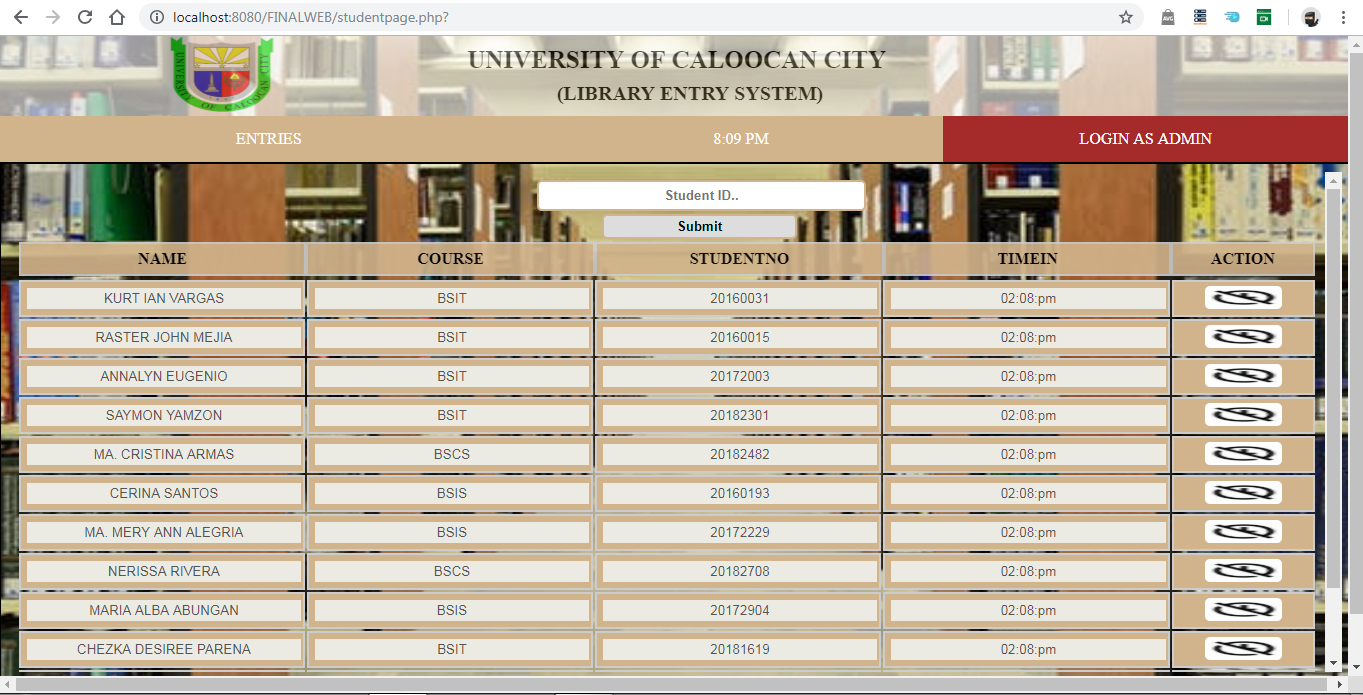 localhost:8080/FINALWEB/studentpage.php?
UNIVERSITY OF CALOOCAN CITY
(LIBRARY ENTRY SYSTEM)
UNIVERSITY OF CALOOCAN CITY
ENTRIES 8:09 PM LOGIN AS ADMIN
Student ID..
Submit
NAME COURSE STUDENTNO TIMEIN ACTION
KURT IAN VARGAS BSIT 20160031 02:08:pm
RASTER JOHN MEJIA BSIT 20160015 02:08:pm
ANNALYN EUGENIO BSIT 20172003 02:08:pm
SAYMON YAMZON BSIT 20182301 02:08:pm
MA. CRISTINA ARMAS BSCS 20182482 02:08:pm
CERINA SANTOS BSIS 20160193 02:08:pm
MA. MERY ANN ALEGRIA BSIS 20172229 02:08:pm
NERISSA RIVERA BSCS 20182708 02:08:pm
MARIA ALBA ABUNGAN BSIS 20172904 02:08:pm
CHEZKA DESIREE PARENA BSIT 20181619 02:08:pm